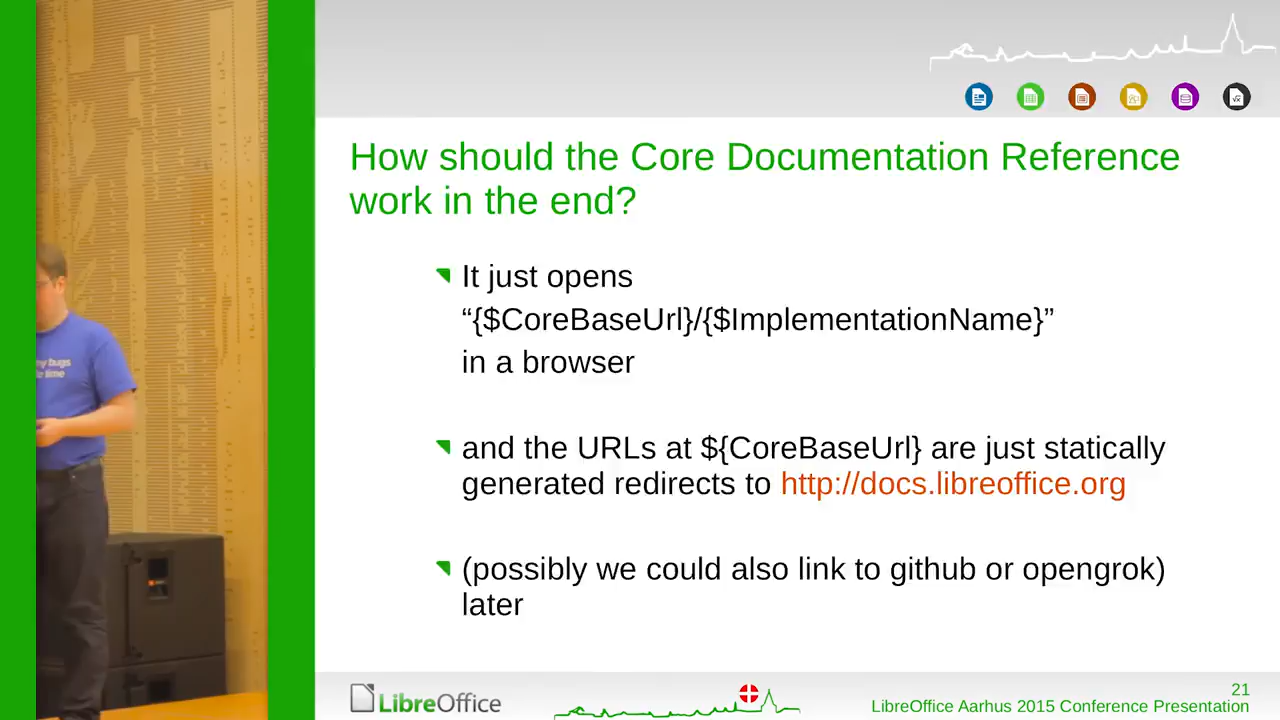 How should the Core Documentation Reference
work in the end?
It just opens
“{$CoreBaseUrl}/{$ImplementationName}”
in a browser
and the URLs at ${CoreBaseUrl} are just statically
generated redirects to http://docs.libreoffice.org
(possibly we could also link to github or opengrok)
later
bugs
time
LibreOffice
21
LibreOffice Aarhus 2015 Conference Presentation